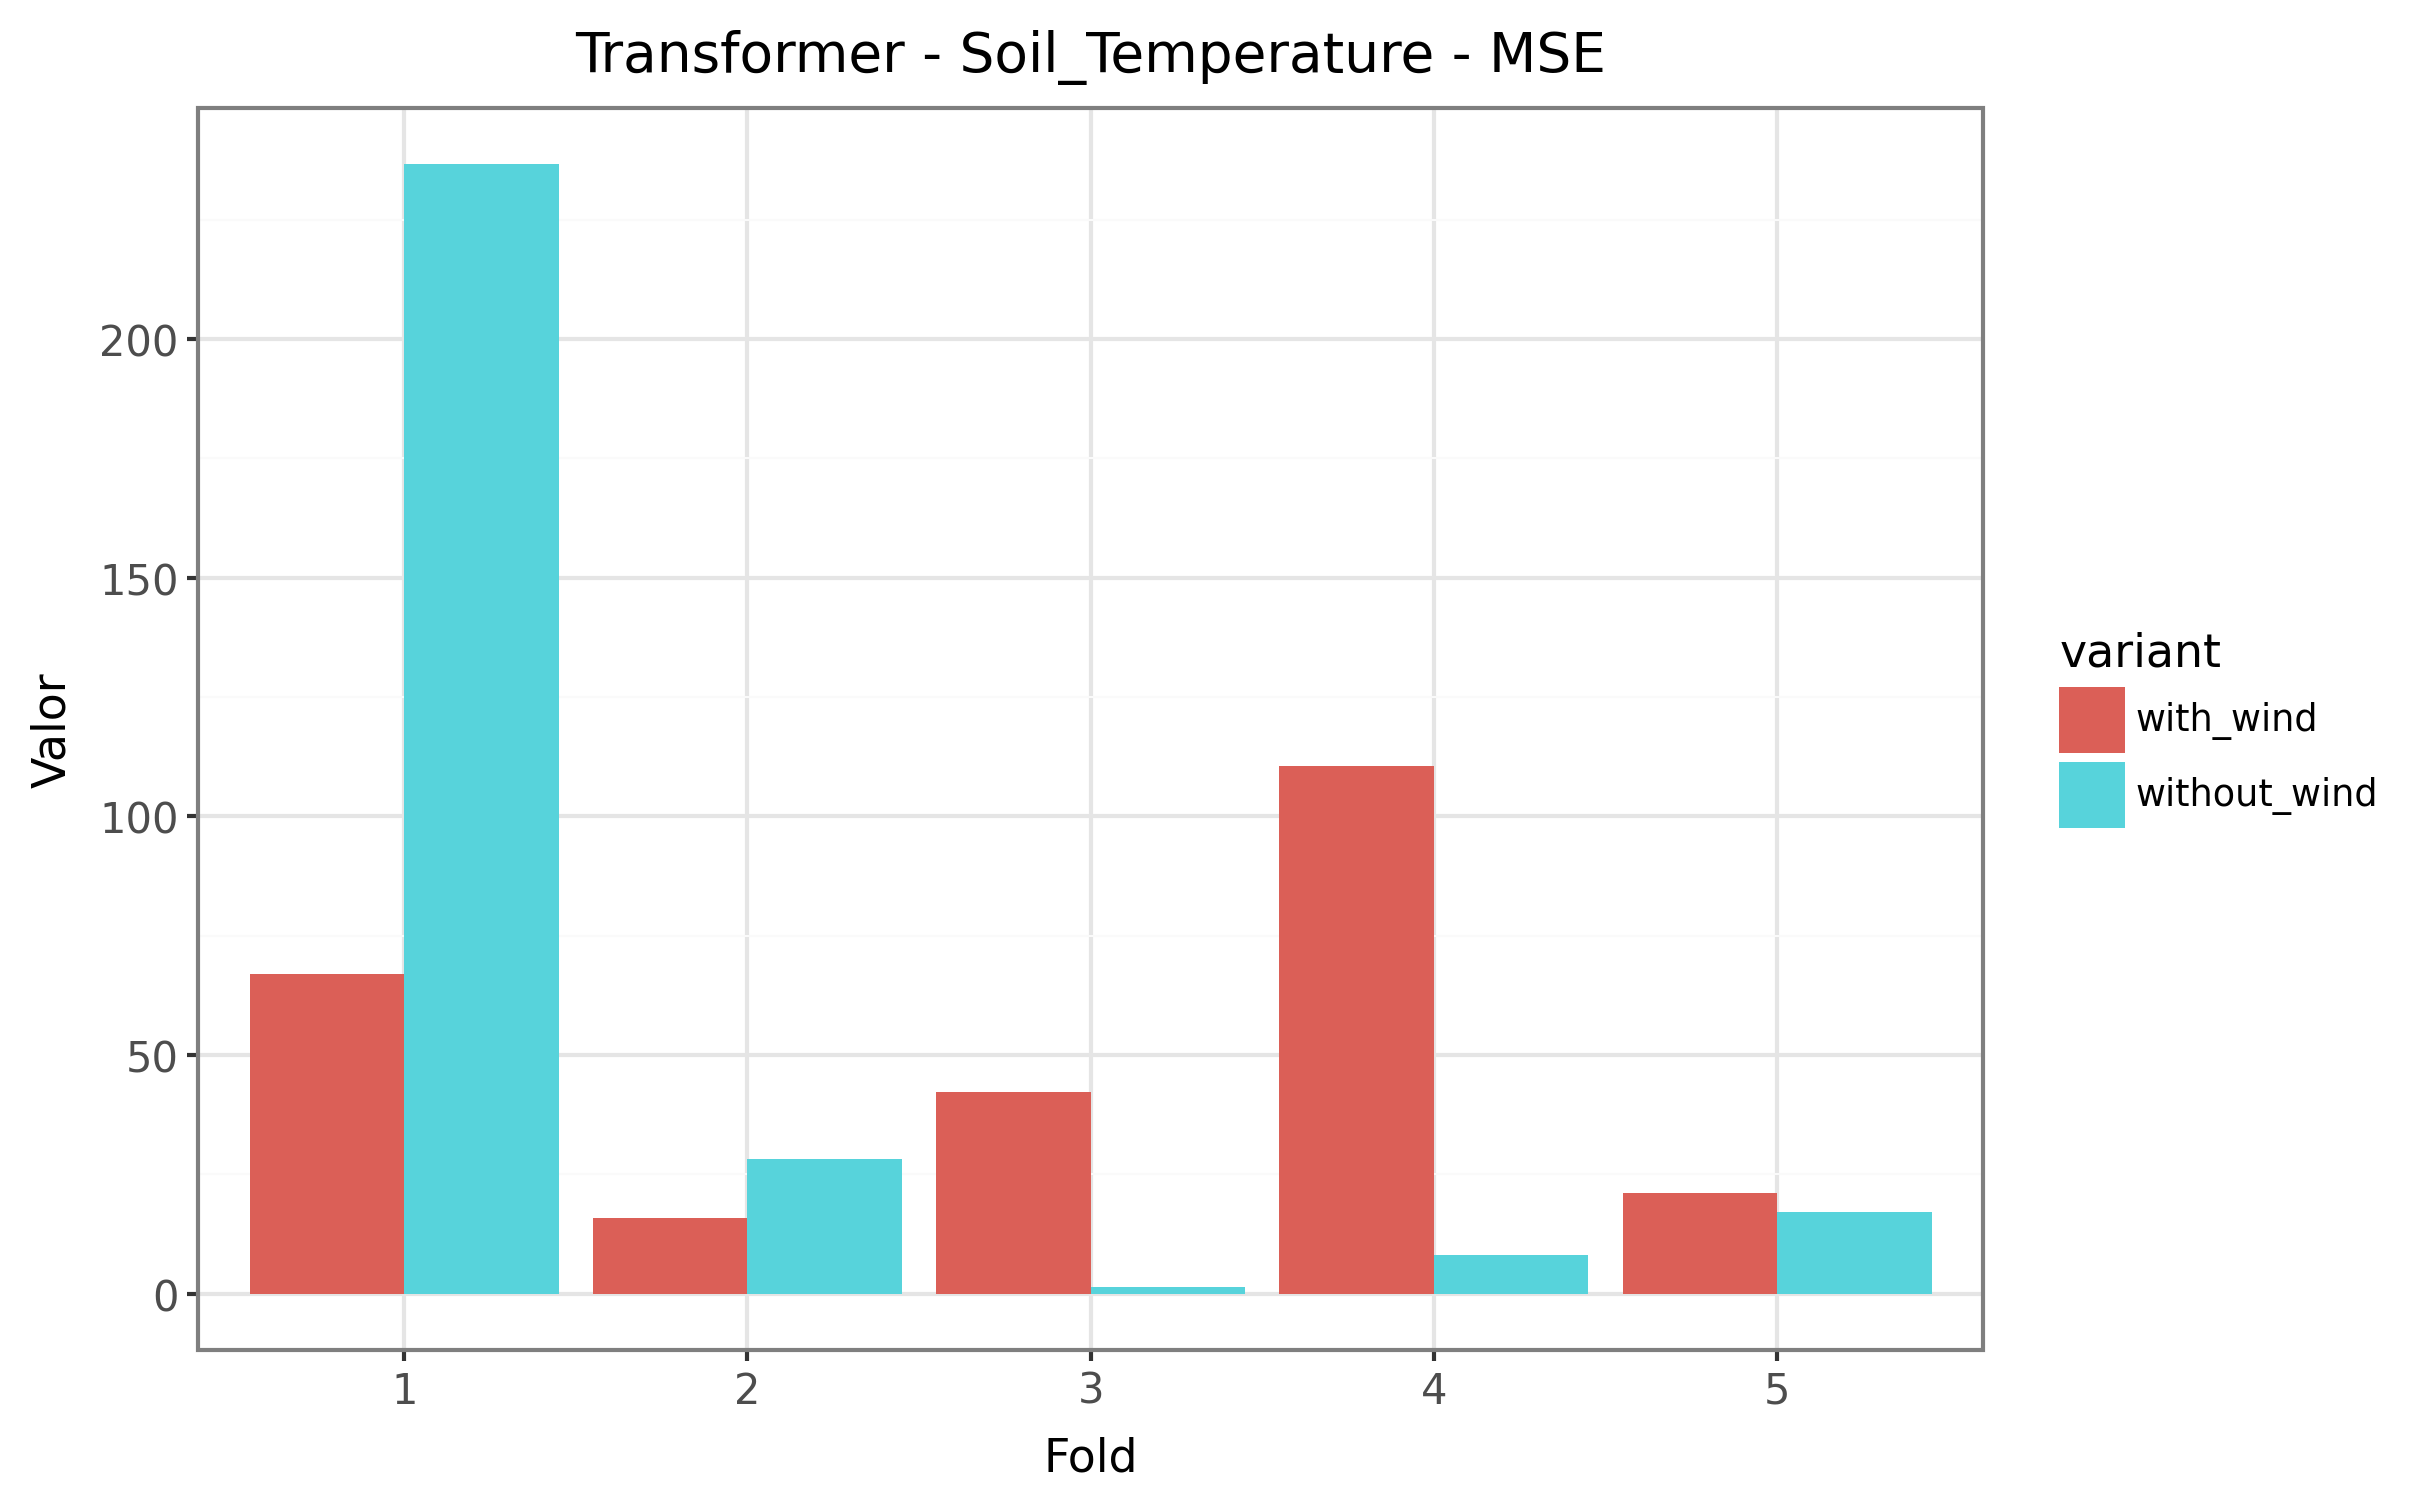 Transformer - Soil_Temperature - MSE
Valor
200
150
100
50
0
1 2 3 4 5
Fold
variant
with_wind
without_wind